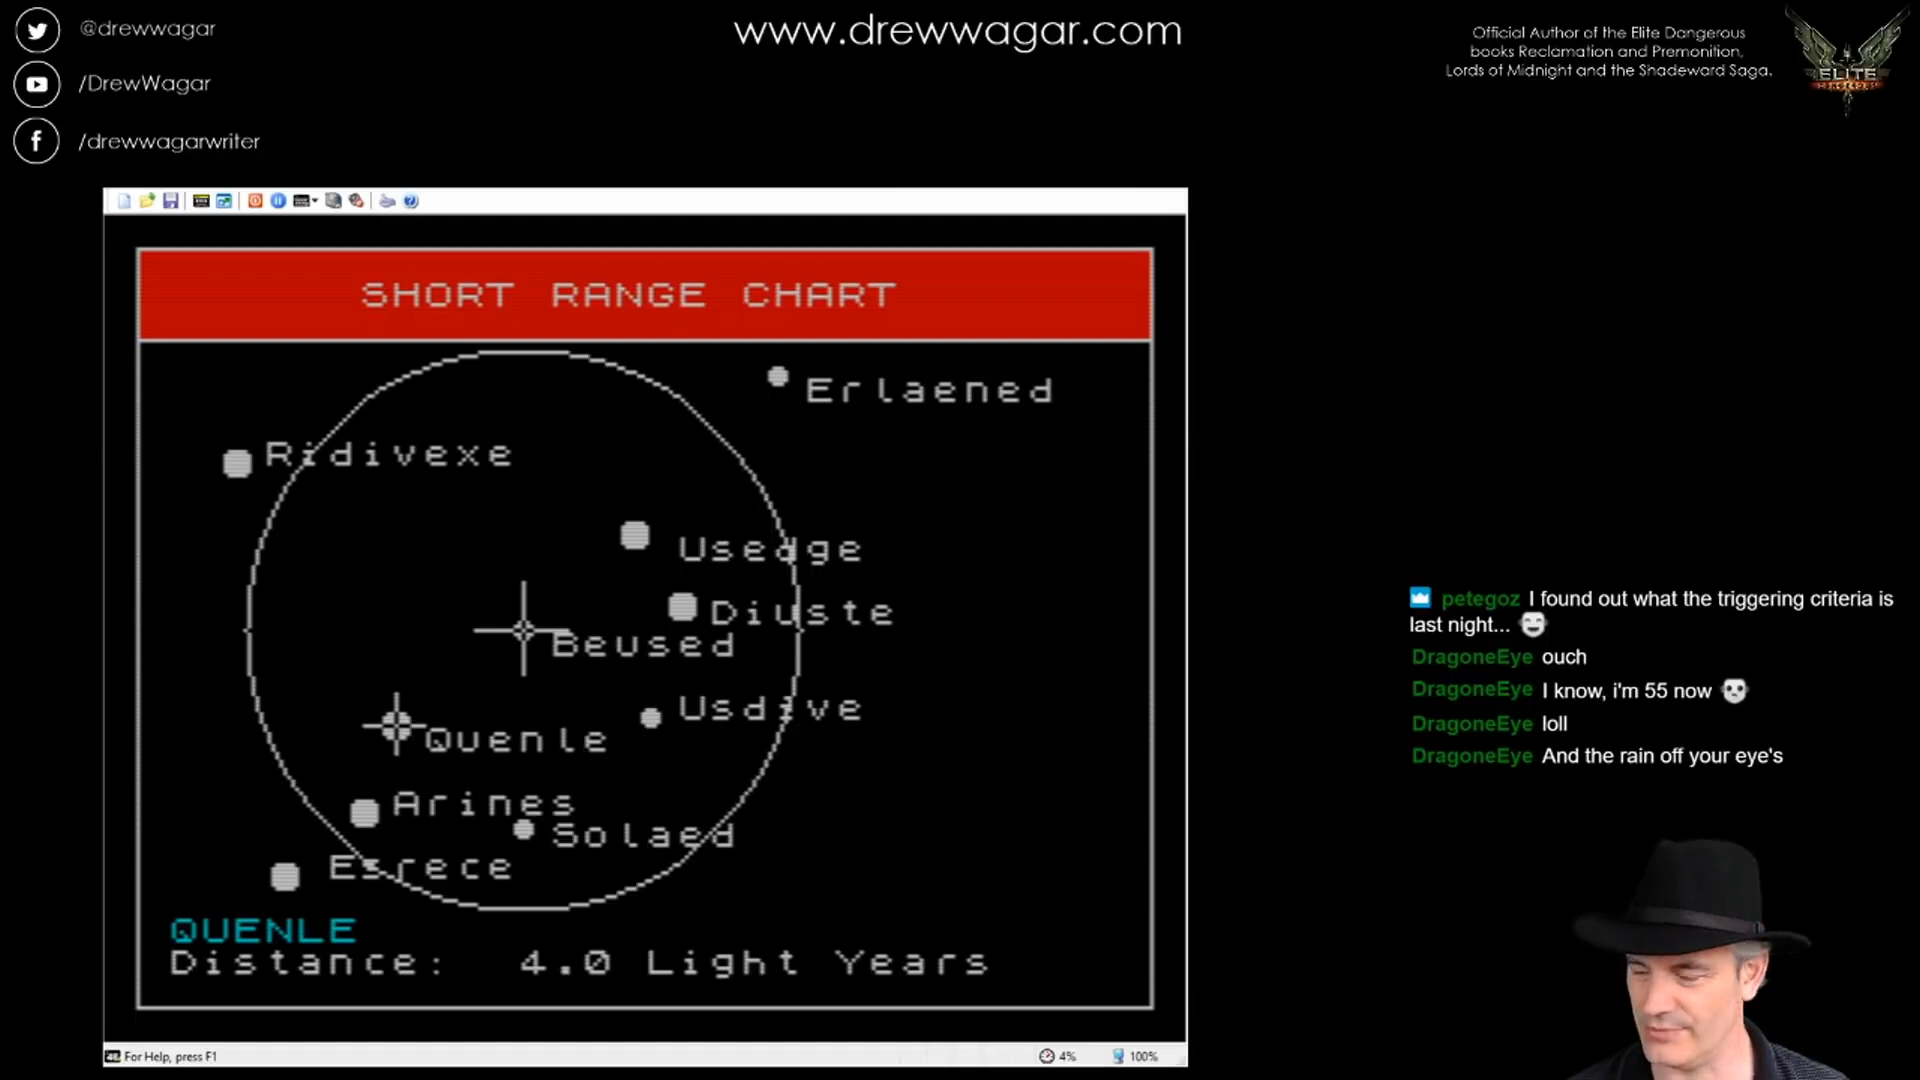 @drewwagar
/DrewWagar
/drewwagarwriter
www.drewwagar.com
Official Author of the Elite Dangerous
books Reclamation and Premonition,
Lords of Midnight and the Shadeward Saga.
ELITE
SHORT RANGE CHART
Erlaened
Ridivexe
Usedge
Diuste
Beused
Usdive
Quenle
Arines
Solaed
Esrece
QUENLE
Distance: 4.0 Light Years
For Help, press F1
4%
100%
petegoz I found out what the triggering criteria is
last night...
DragoneEye ouch
DragoneEye I know, i'm 55 now
DragoneEye loll
DragoneEye And the rain off your eye's